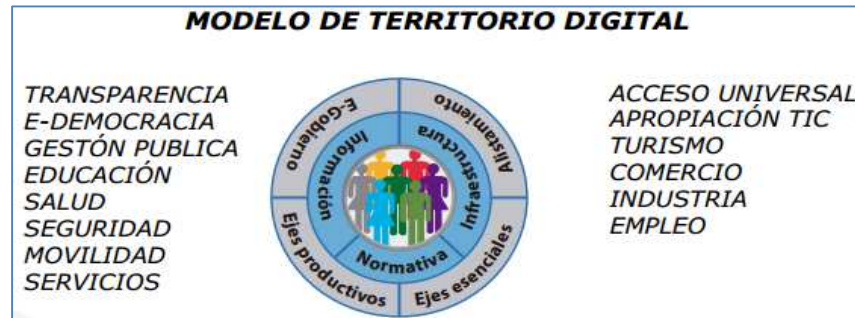 MODELO DE TERRITORIO DIGITAL
TRANSPARENCIA
E-DEMOCRACIA
GESTÓN PUBLICA
EDUCACIÓN
SALUD
SEGURIDAD
MOVILIDAD
SERVICIOS
E-Gobierno
Alistamiento
Información
Infraestructura
Normativa
Ejes productivos
Ejes esenciales
ACCESO UNIVERSAL
APROPIACIÓN TIC
TURISMO
COMERCIO
INDUSTRIA
EMPLEO